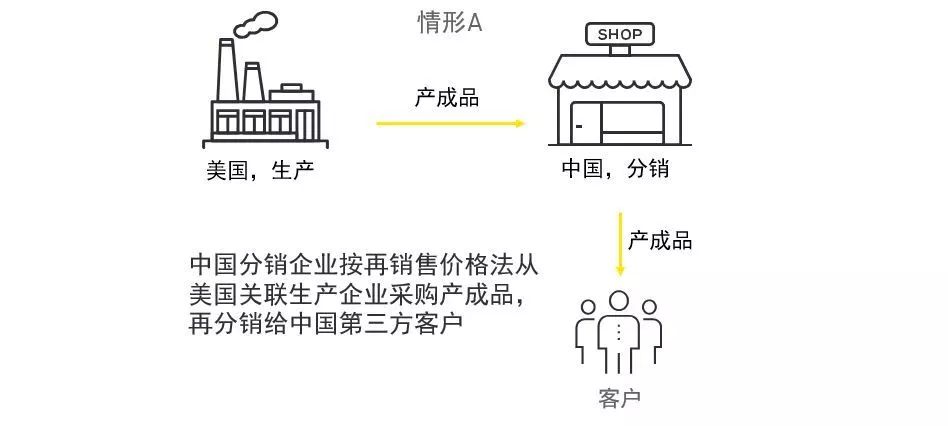 情形A
SHOP
产成品
美国，生产
中国，分销
产成品
中国分销企业按再销售价格法从
美国关联生产企业采购产成品，
再分销给中国第三方客户
客户